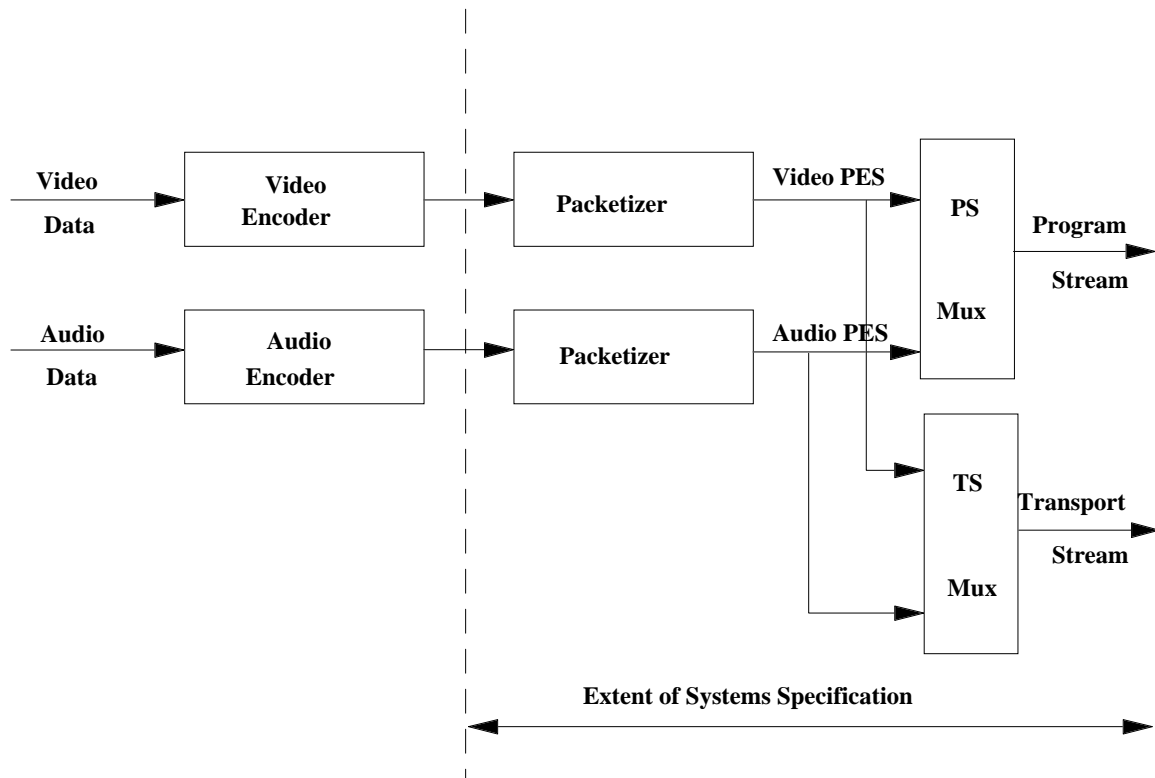 Video
Data
Video
Encoder
Packetizer
Video PES
PS
Mux
Program
Stream
Audio
Data
Audio
Encoder
Packetizer
Audio PES
TS
Mux
Transport
Stream
Extent of Systems Specification